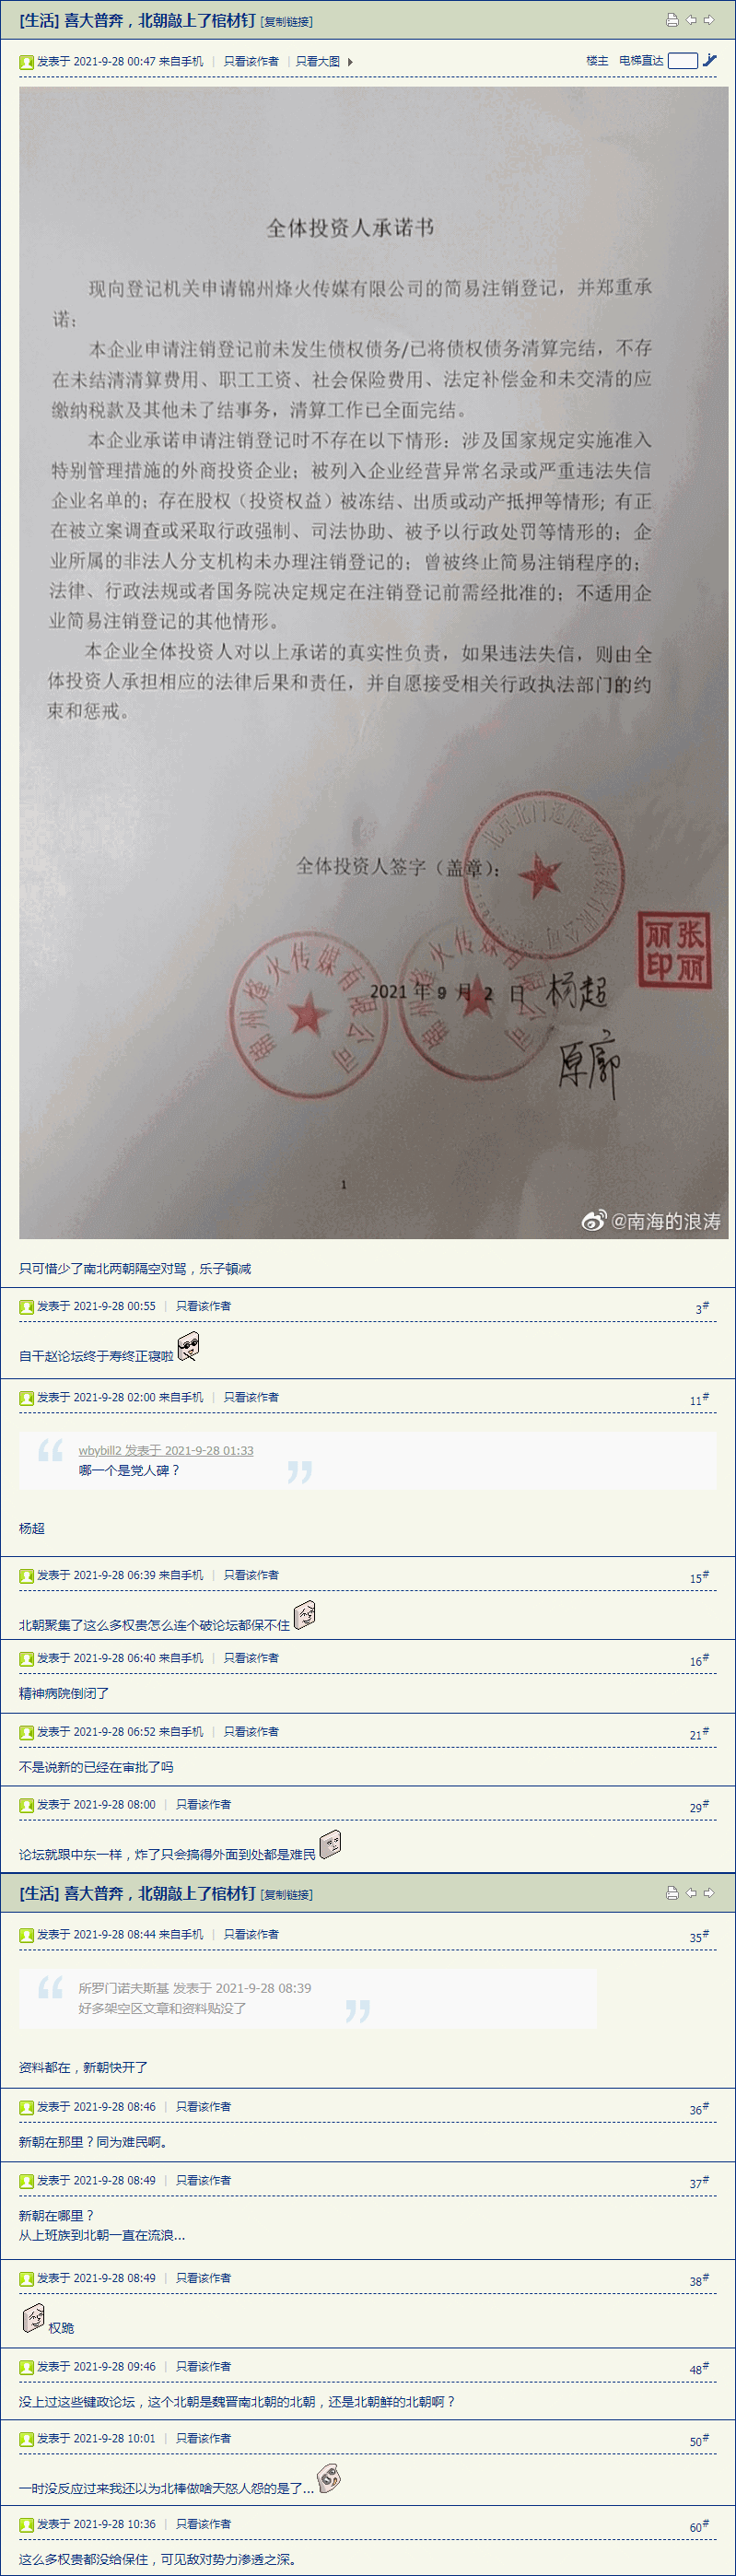 [生活] 喜大普奔，北朝敲上了棺材钉 [复制链接]
发表于 2021-9-28 00:47 来自手机 | 只看该作者 | 只看大图 楼主 电梯直达
全体投资人承诺书
现向登记机关申请锦州烽火传媒有限公司的简易注销登记，并郑重承
诺：
本企业申请注销登记前未发生债权债务/已将债权债务清算完结，不存
在未结清清算费用、职工工资、社会保险费用、法定补偿金和未交清的应
缴纳税款及其他未了结事务，清算工作已全面完结。
本企业承诺申请注销登记时不存在以下情形：涉及国家规定实施准入
特别管理措施的外商投资企业；被列入企业经营异常名录或严重违法失信
企业名单的；存在股权（投资权益）被冻结、出质或动产抵押等情形；有正
在被立案调查或采取行政强制、司法协助、被予以行政处罚等情形的；企
业所属的非法人分支机构未办理注销登记的；曾被终止简易注销程序的；
法律、行政法规或者国务院决定规定在注销登记前需经批准的；不适用企
业简易注销登记的其他情形。
本企业全体投资人对以上承诺的真实性负责，如果违法失信，则由全
体投资人承担相应的法律后果和责任，并自愿接受相关行政执法部门的约
束和惩戒。
全体投资人签字（盖章）：
张丽丽印
锦州烽火传媒有限公司
锦州烽火传媒有限公司
2021 年 9 月 2 日 杨超
原廓
1
@南海的浪涛
只可惜少了南北两朝隔空对骂，乐子頓减
发表于 2021-9-28 00:55 | 只看该作者 3#
自干赵论坛终于寿终正寝啦
发表于 2021-9-28 02:00 来自手机 | 只看该作者 11#
wbybill2 发表于 2021-9-28 01:33
哪一个是党人碑？
杨超
发表于 2021-9-28 06:39 来自手机 | 只看该作者 15#
北朝聚集了这么多权贵怎么连个破论坛都保不住
发表于 2021-9-28 06:40 来自手机 | 只看该作者 16#
精神病院倒闭了
发表于 2021-9-28 06:52 来自手机 | 只看该作者 21#
不是说新的已经在审批了吗
发表于 2021-9-28 08:00 | 只看该作者 29#
论坛就跟中东一样，炸了只会搞得外面到处都是难民
[生活] 喜大普奔，北朝敲上了棺材钉 [复制链接]
发表于 2021-9-28 08:44 来自手机 | 只看该作者 35#
所罗门诺夫斯基 发表于 2021-9-28 08:39
好多架空区文章和资料贴没了
资料都在，新朝快开了
发表于 2021-9-28 08:46 | 只看该作者 36#
新朝在那里？同为难民啊。
发表于 2021-9-28 08:49 | 只看该作者 37#
新朝在哪里？
从上班族到北朝一直在流浪...
发表于 2021-9-28 08:49 | 只看该作者 38#
权跪
发表于 2021-9-28 09:46 | 只看该作者 48#
没上过这些键政论坛，这个北朝是魏晋南北朝的北朝，还是北朝鲜的北朝啊？
发表于 2021-9-28 10:01 | 只看该作者 50#
一时没反应过来我还以为北棒做啥天怒人怨的是了...
发表于 2021-9-28 10:36 | 只看该作者 60#
这么多权贵都没给保住，可见敌对势力渗透之深。